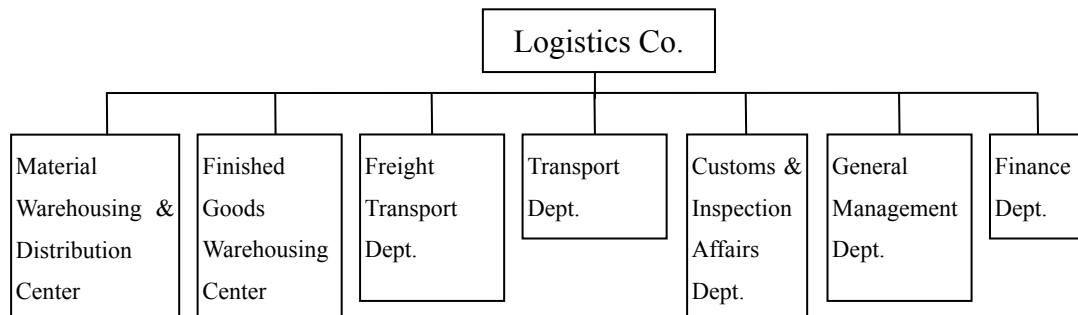 Logistics Co.
Material
Warehousing &
Distribution
Center
Finished
Goods
Warehousing
Center
Freight
Transport
Dept.
Transport
Dept.
Customs &
Inspection
Affairs
Dept.
General
Management
Dept.
Finance
Dept.